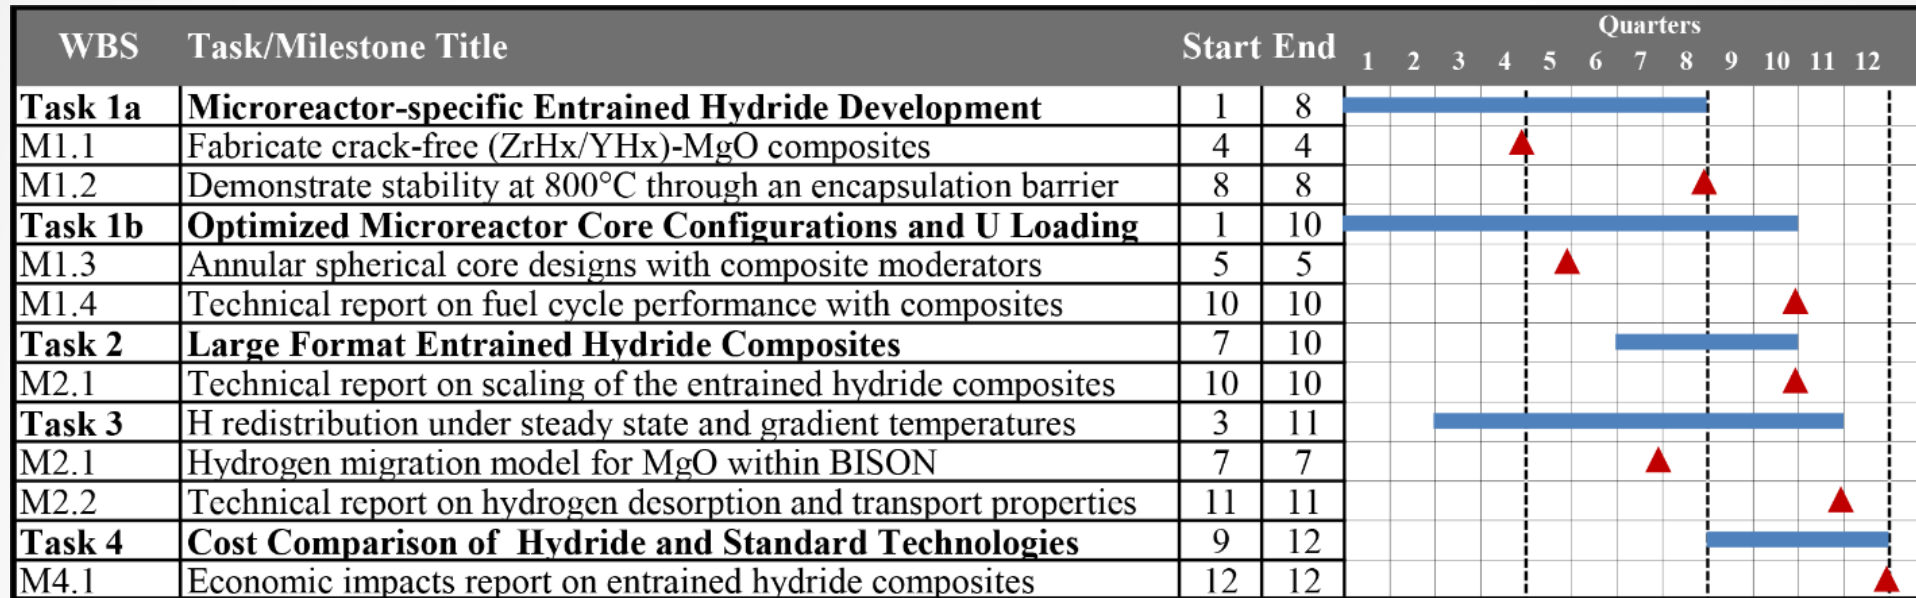 WBS Task/Milestone Title Start End Quarters
1 2 3 4 5 6 7 8 9 10 11 12
Task 1a Microreactor-specific Entrained Hydride Development 1 8
M1.1 Fabricate crack-free (ZrHx/YHx)-MgO composites 4 4
M1.2 Demonstrate stability at 800°C through an encapsulation barrier 8 8
Task 1b Optimized Microreactor Core Configurations and U Loading 1 10
M1.3 Annular spherical core designs with composite moderators 5 5
M1.4 Technical report on fuel cycle performance with composites 10 10
Task 2 Large Format Entrained Hydride Composites 7 10
M2.1 Technical report on scaling of the entrained hydride composites 10 10
Task 3 H redistribution under steady state and gradient temperatures 3 11
M2.1 Hydrogen migration model for MgO within BISON 7 7
M2.2 Technical report on hydrogen desorption and transport properties 11 11
Task 4 Cost Comparison of Hydride and Standard Technologies 9 12
M4.1 Economic impacts report on entrained hydride composites 12 12